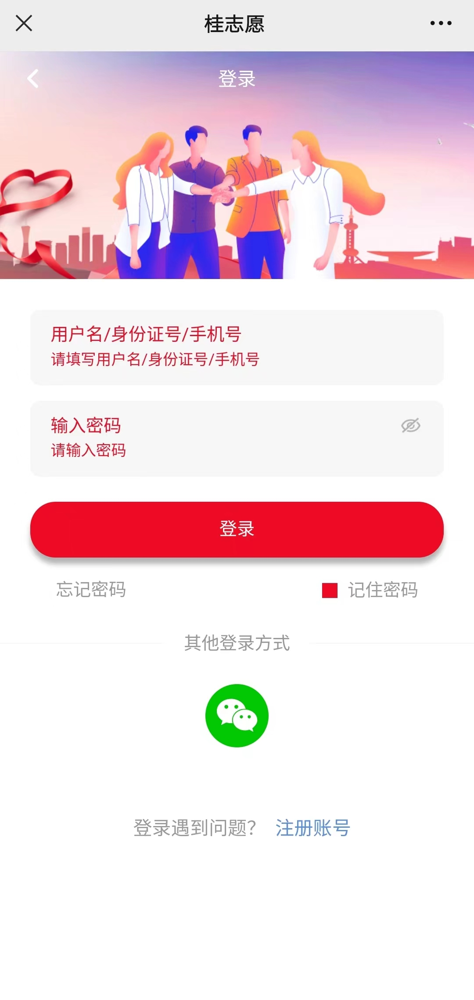 桂志愿
登录
用户名/身份证号/手机号
请填写用户名/身份证号/手机号
输入密码
请输入密码
登录
忘记密码
记住密码
其他登录方式
登录遇到问题? 注册账号